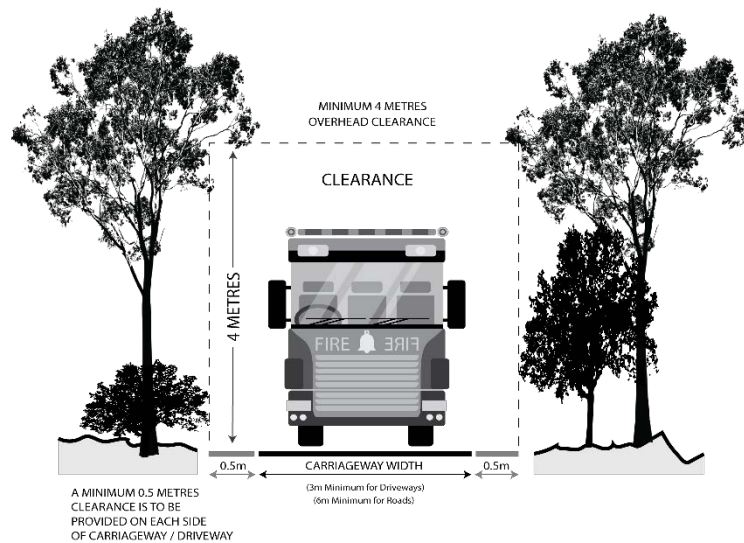 MINIMUM 4 METRES
OVERHEAD CLEARANCE
CLEARANCE
4 METRES
FIRE FIRE
0.5m
CARRIAGEWAY WIDTH
0.5m
(3m Minimum for Driveways)
(6m Minimum for Roads)
A MINIMUM 0.5 METRES
CLEARANCE IS TO BE
PROVIDED ON EACH SIDE
OF CARRIAGEWAY / DRIVEWAY